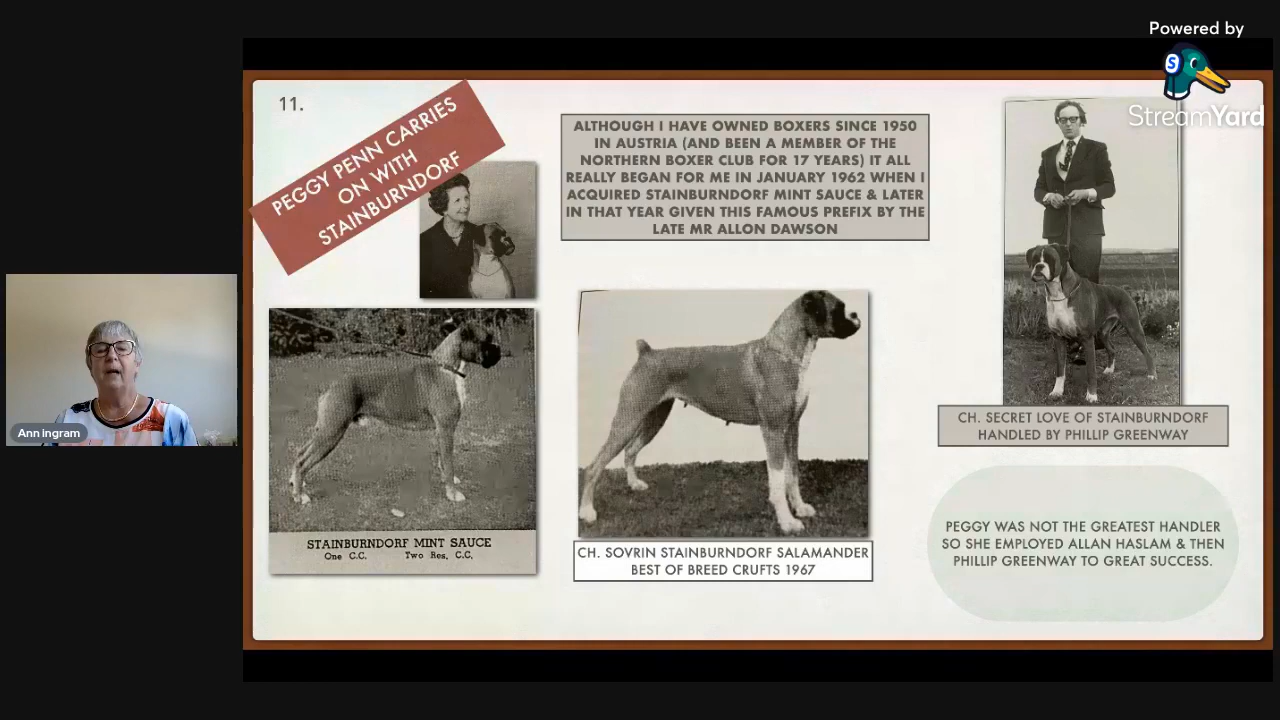 Powered by
StreamYard
11.
PEGGY PENN CARRIES
ON WITH
STAINBURNDORF
ALTHOUGH I HAVE OWNED BOXERS SINCE 1950
IN AUSTRIA (AND BEEN A MEMBER OF THE
NORTHERN BOXER CLUB FOR 17 YEARS) IT ALL
REALLY BEGAN FOR ME IN JANUARY 1962 WHEN I
ACQUIRED STAINBURNDORF MINT SAUCE & LATER
IN THAT YEAR GIVEN THIS FAMOUS PREFIX BY THE
LATE MR ALLON DAWSON
STAINBURNDORF MINT SAUCE
One C.C. Two Res. C.C.
CH. SOVRIN STAINBURNDORF SALAMANDER
BEST OF BREED CRUFTS 1967
CH. SECRET LOVE OF STAINBURNDORF
HANDLED BY PHILLIP GREENWAY
PEGGY WAS NOT THE GREATEST HANDLER
SO SHE EMPLOYED ALLAN HASLAM & THEN
PHILLIP GREENWAY TO GREAT SUCCESS.
Ann ingram